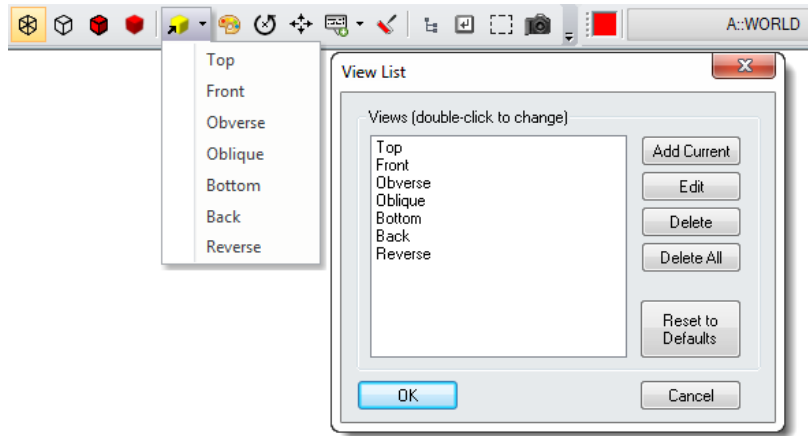 A::WORLD
Top
Front
Obverse
Oblique
Bottom
Back
Reverse
View List
Views (double-click to change)
Top
Front
Obverse
Oblique
Bottom
Back
Reverse
Add Current
Edit
Delete
Delete All
Reset to
Defaults
OK
Cancel